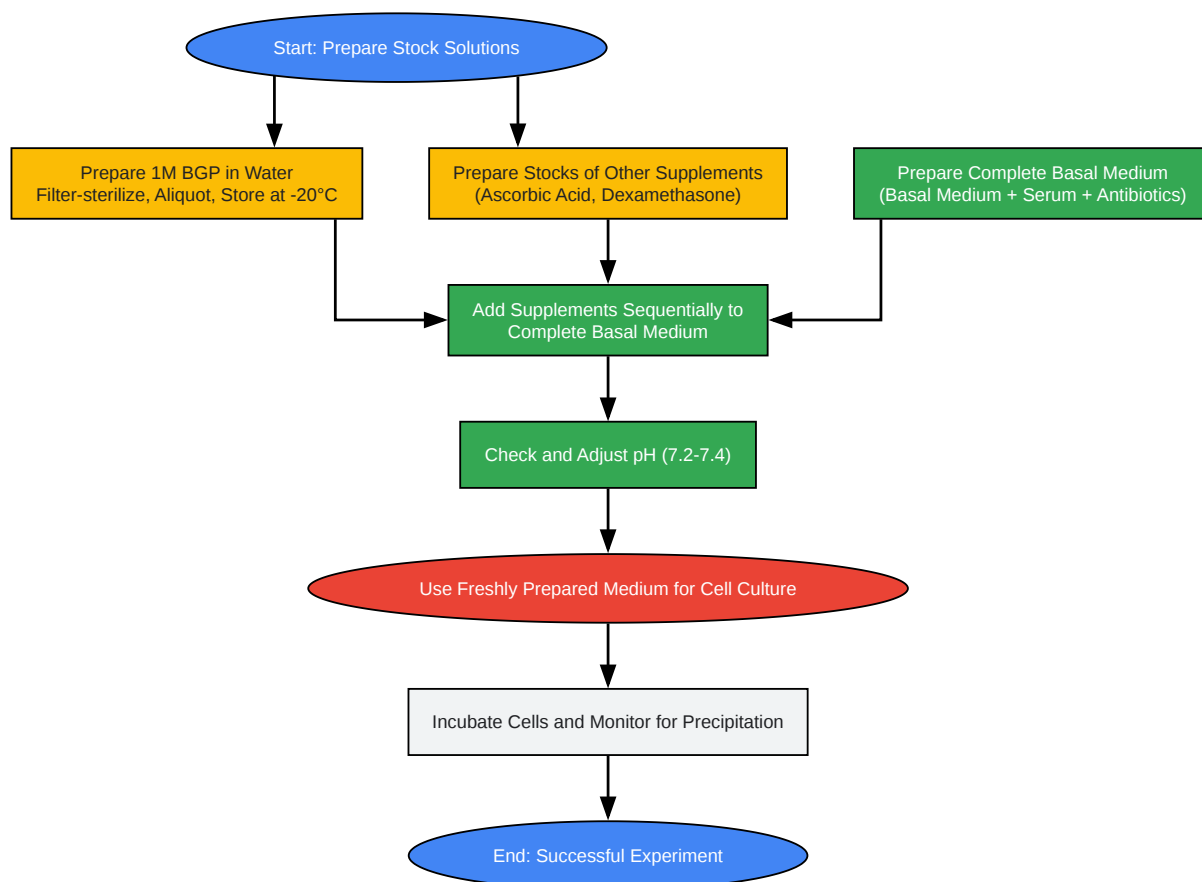 Start: Prepare Stock Solutions
Prepare 1M BGP in Water
Filter-sterilize, Aliquot, Store at -20°C
Prepare Stocks of Other Supplements
(Ascorbic Acid, Dexamethasone)
Prepare Complete Basal Medium
(Basal Medium + Serum + Antibiotics)
Add Supplements Sequentially to
Complete Basal Medium
Check and Adjust pH (7.2-7.4)
Use Freshly Prepared Medium for Cell Culture
Incubate Cells and Monitor for Precipitation
End: Successful Experiment